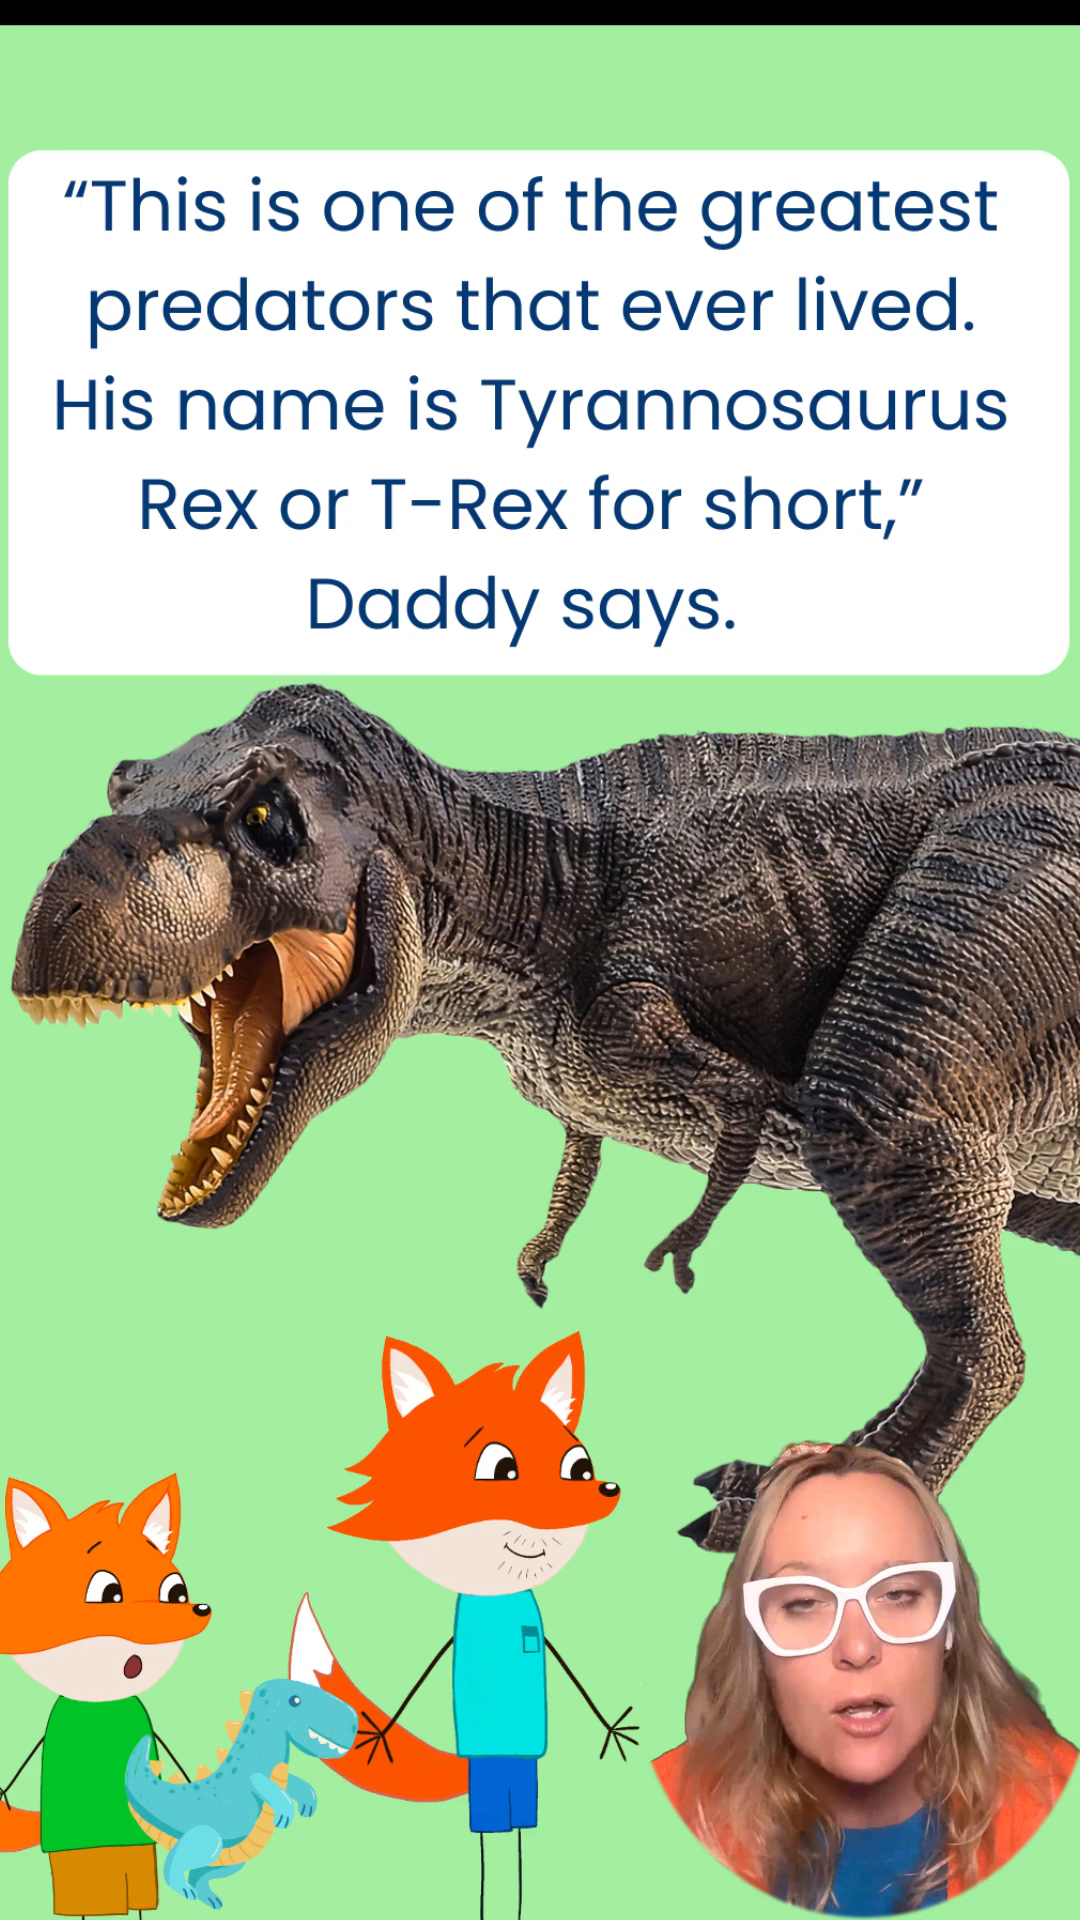 “This is one of the greatest
predators that ever lived.
His name is Tyrannosaurus
Rex or T-Rex for short,”
Daddy says.